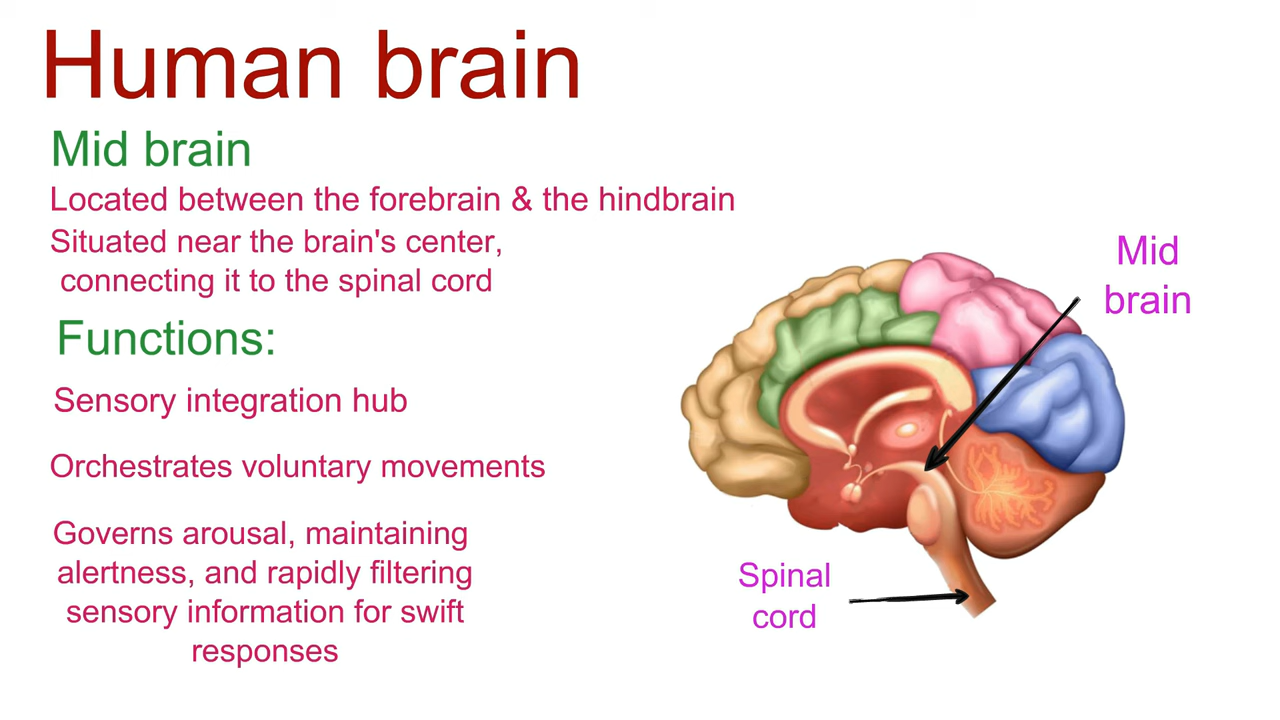 Human brain
Mid brain
Located between the forebrain & the hindbrain
Situated near the brain's center,
connecting it to the spinal cord
Functions:
Sensory integration hub
Orchestrates voluntary movements
Governs arousal, maintaining
alertness, and rapidly filtering
sensory information for swift
responses
Mid
brain
Spinal
cord